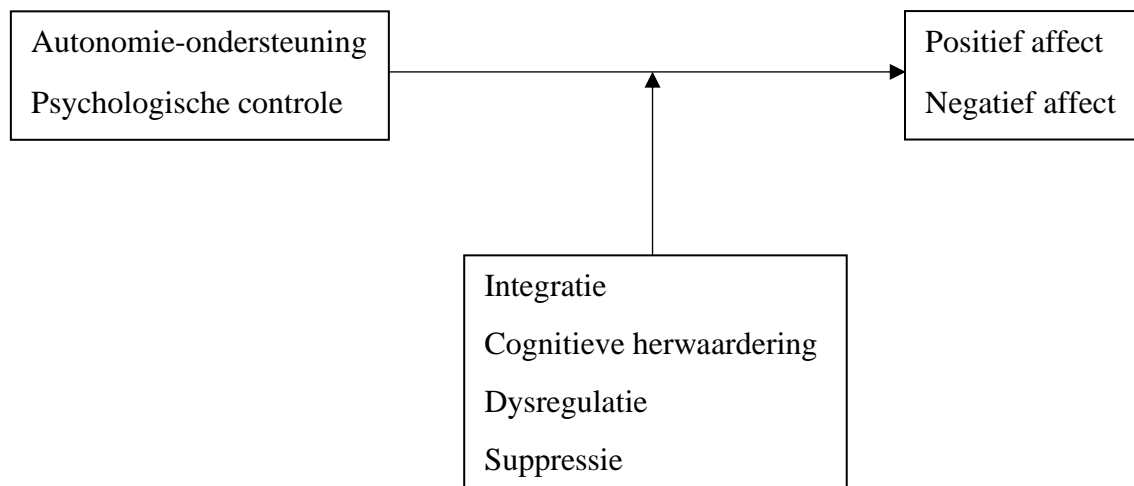 Autonomie-ondersteuning
Psychologische controle
Positief affect
Negatief affect
Integratie
Cognitieve herwaardering
Dysregulatie
Suppressie